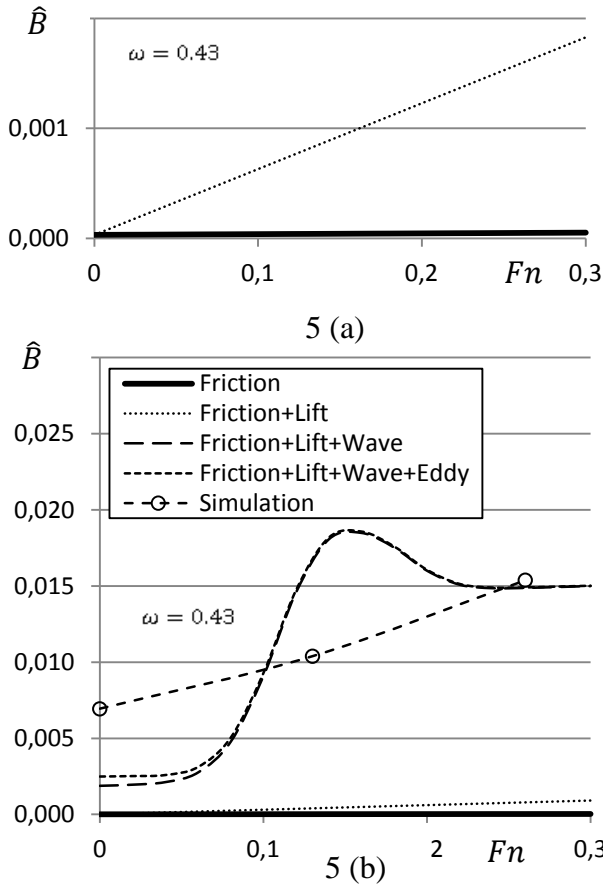 B̂
ω = 0.43
0,001
0,000
0
0,1
0,2
Fn
0,3
5 (a)
B̂
Friction
Friction+Lift
Friction+Lift+Wave
Friction+Lift+Wave+Eddy
Simulation
0,025
0,020
0,015
ω = 0.43
0,010
0,005
0,000
0
0,1
2
Fn
0,3
5 (b)